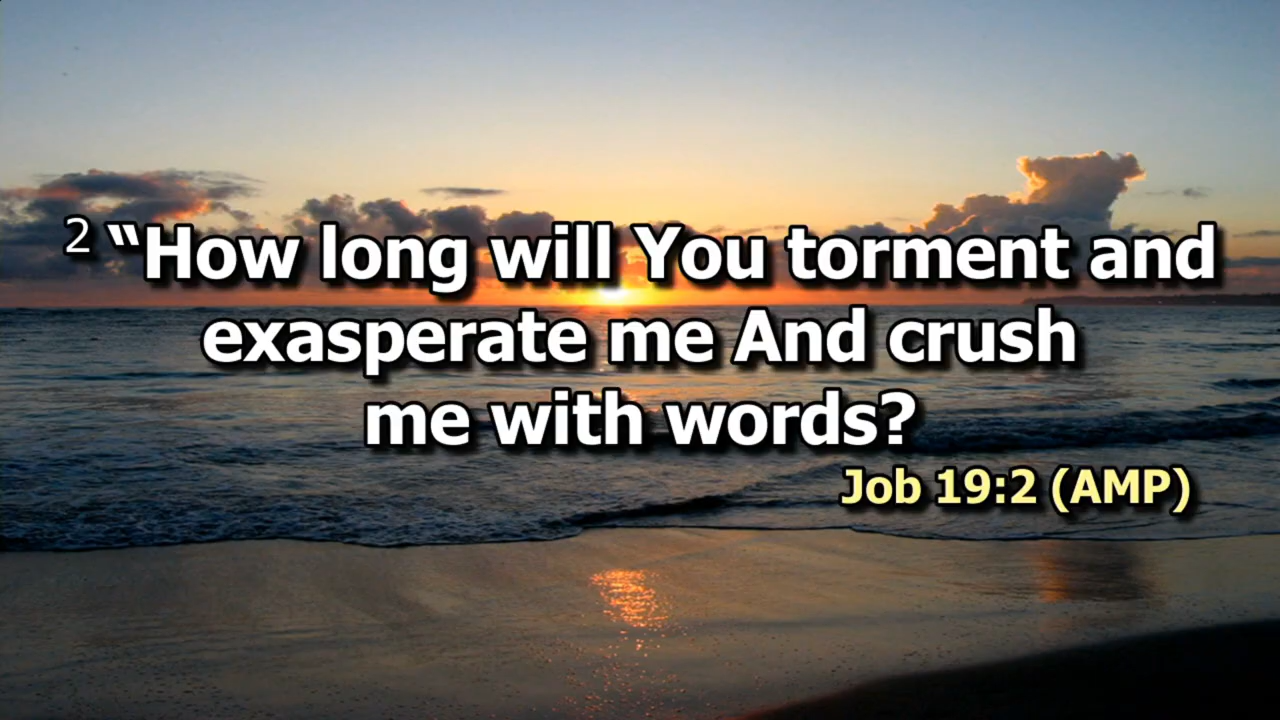 2 “How long will You torment and
exasperate me And crush
me with words?
Job 19:2 (AMP)